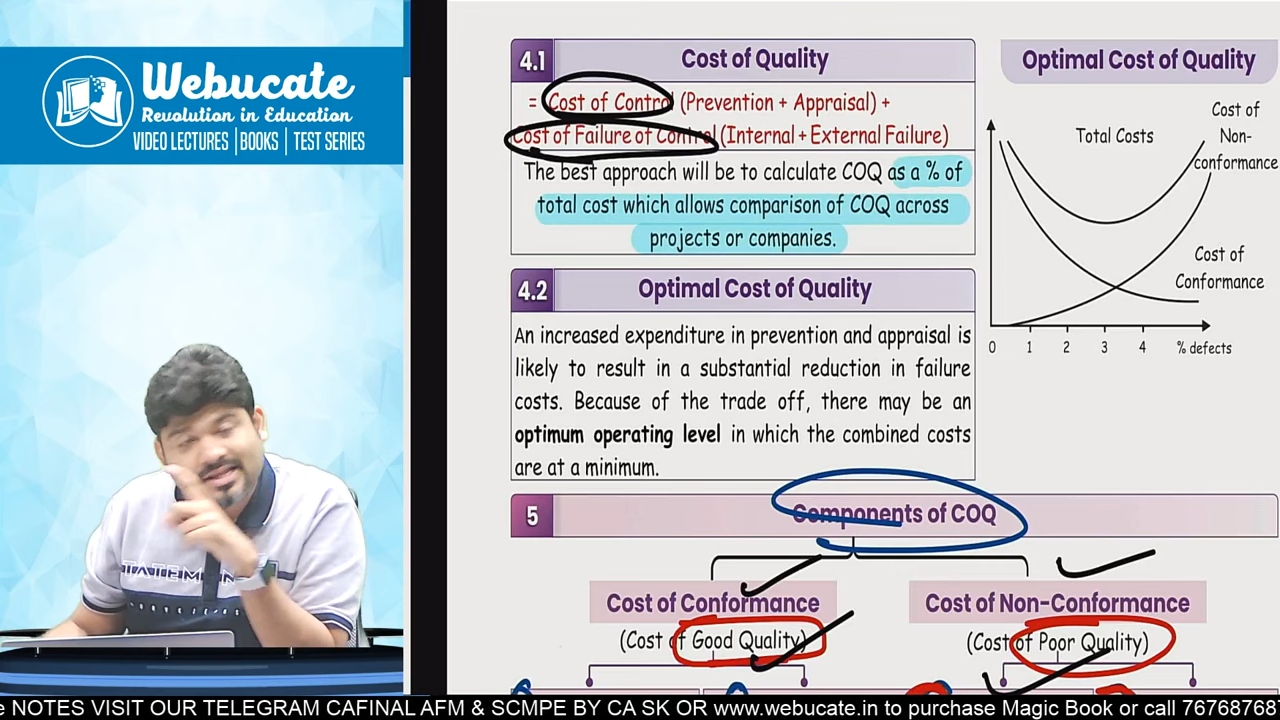 Webucate
Revolution in Education
VIDEO LECTURES | BOOKS | TEST SERIES
4.1 Cost of Quality
= Cost of Control (Prevention + Appraisal) +
Cost of Failure of Control (Internal + External Failure)
The best approach will be to calculate COQ as a % of
total cost which allows comparison of COQ across
projects or companies.
4.2 Optimal Cost of Quality
An increased expenditure in prevention and appraisal is
likely to result in a substantial reduction in failure
costs. Because of the trade off, there may be an
optimum operating level in which the combined costs
are at a minimum.
Optimal Cost of Quality
Cost of
Non-
conformance
Total Costs
Cost of
Conformance
0 1 2 3 4 % defects
5 Components of COQ
Cost of Conformance
(Cost of Good Quality)
Cost of Non-Conformance
(Cost of Poor Quality)
TATEM
e NOTES VISIT OUR TELEGRAM CAFINAL AFM & SCMPE BY CA SK OR www.webucate.in to purchase Magic Book or call 76768768